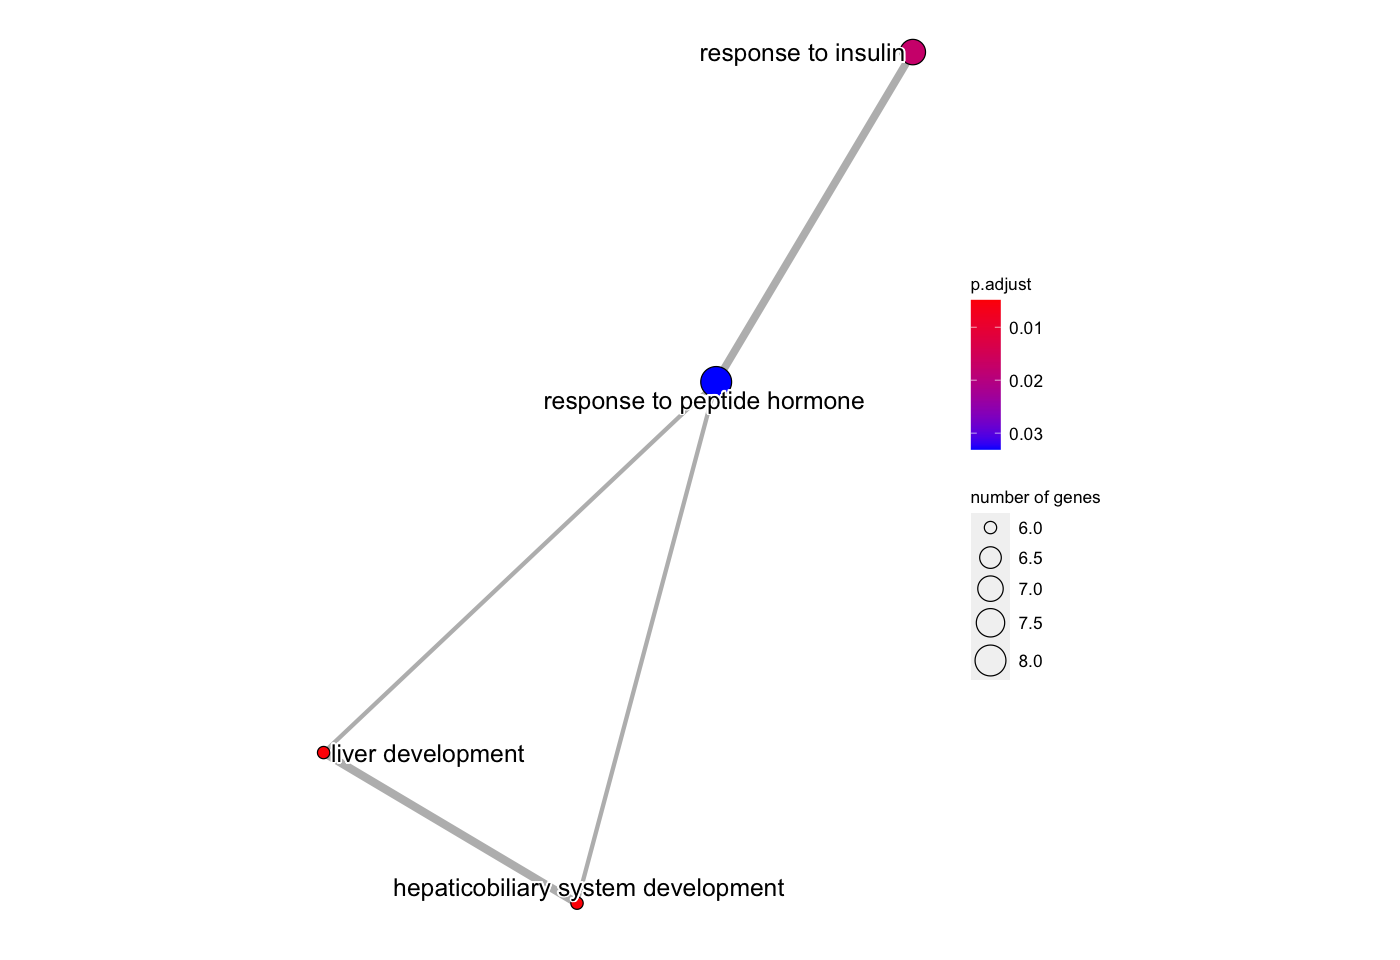 response to insulin
p.adjust
0.01
0.02
0.03
response to peptide hormone
number of genes
6.0
6.5
7.0
7.5
8.0
liver development
hepaticobiliary system development